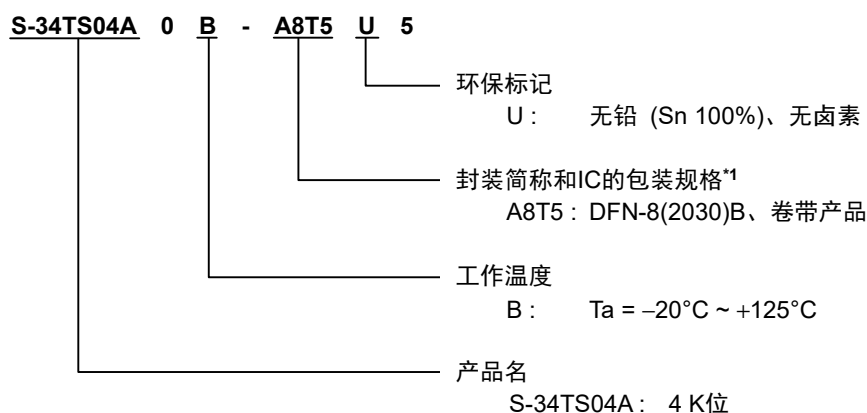 S-34TS04A 0 B - A8T5 U 5
环保标记
U : 无铅 (Sn 100%)、无卤素
封装简称和IC的包装规格*1
A8T5 : DFN-8(2030)B、卷带产品
工作温度
B : Ta = −20°C ~ +125°C
产品名
S-34TS04A : 4 K位